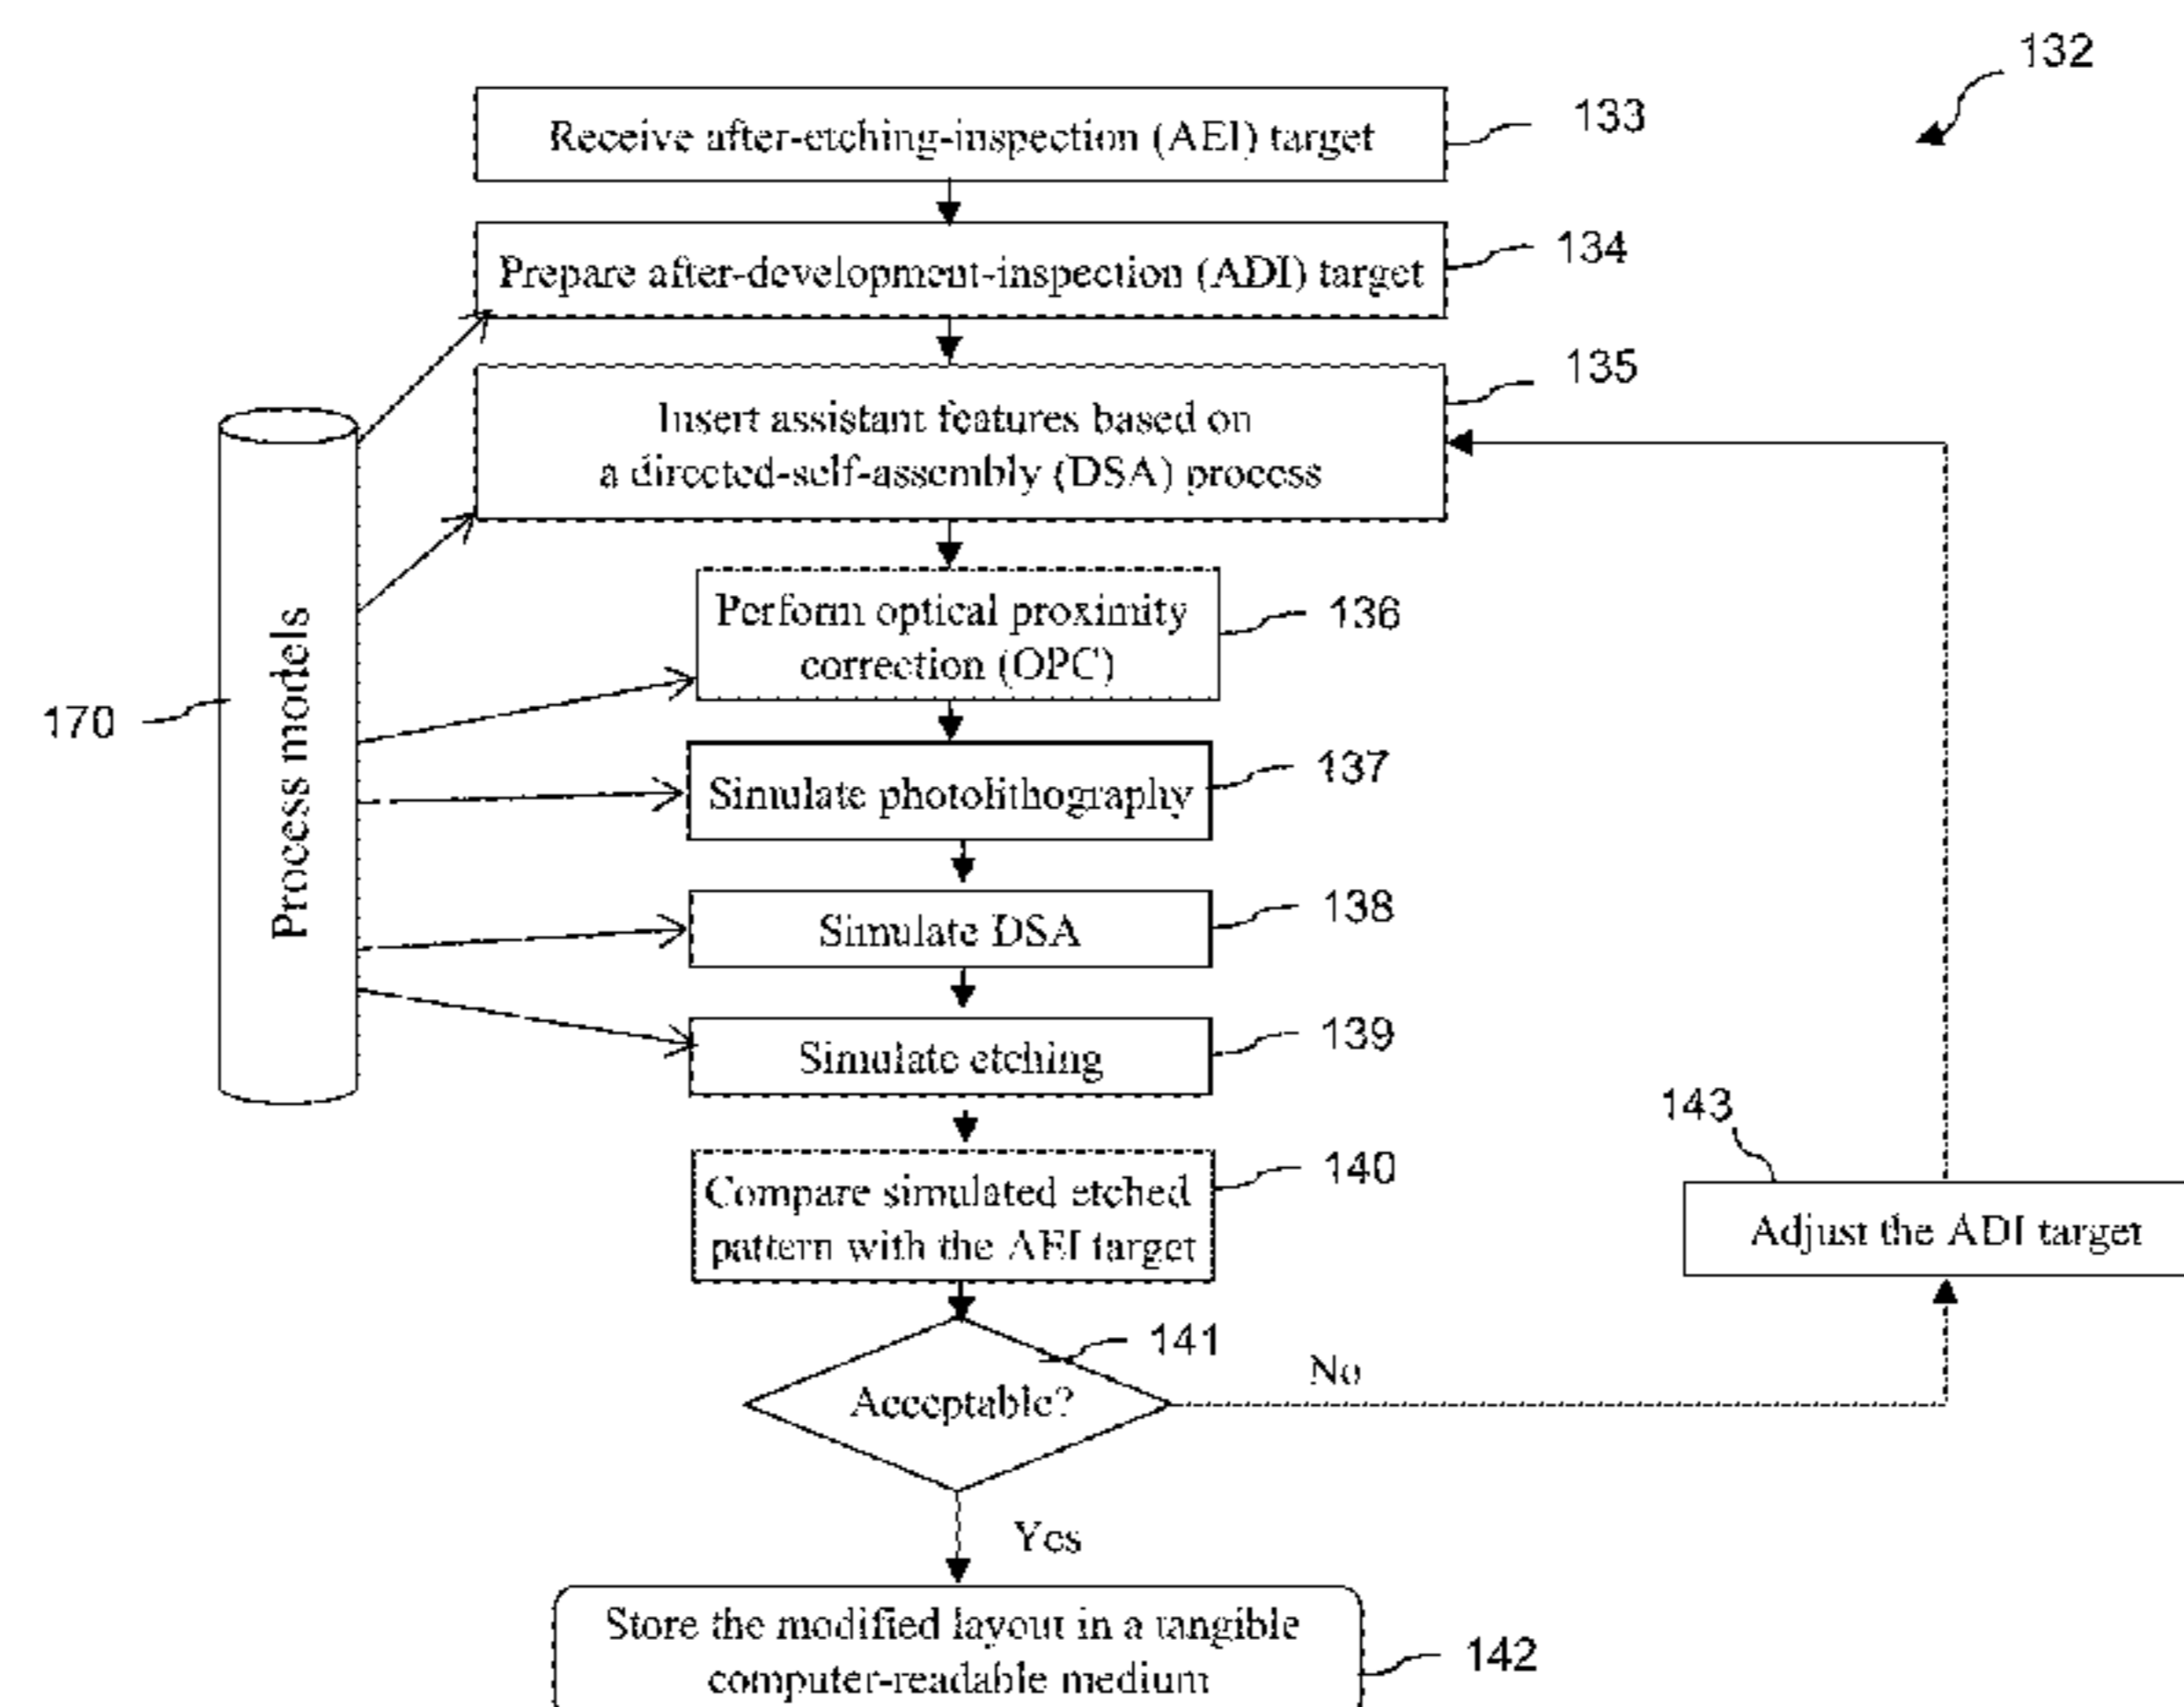 132
Receive after-etching-inspection (AEI) target
133
Prepare after-development-inspection (ADI) target
134
Insert assistant features based on
a directed-self-assembly (DSA) process
135
Perform optical proximity
correction (OPC)
136
Process models
170
Simulate photolithography
137
Simulate DSA
138
Simulate etching
139
Compare simulated etched
pattern with the AEI target
140
143
Adjust the ADI target
Acceptable?
141
No
Yes
Store the modified layout in a tangible
computer-readable medium
142